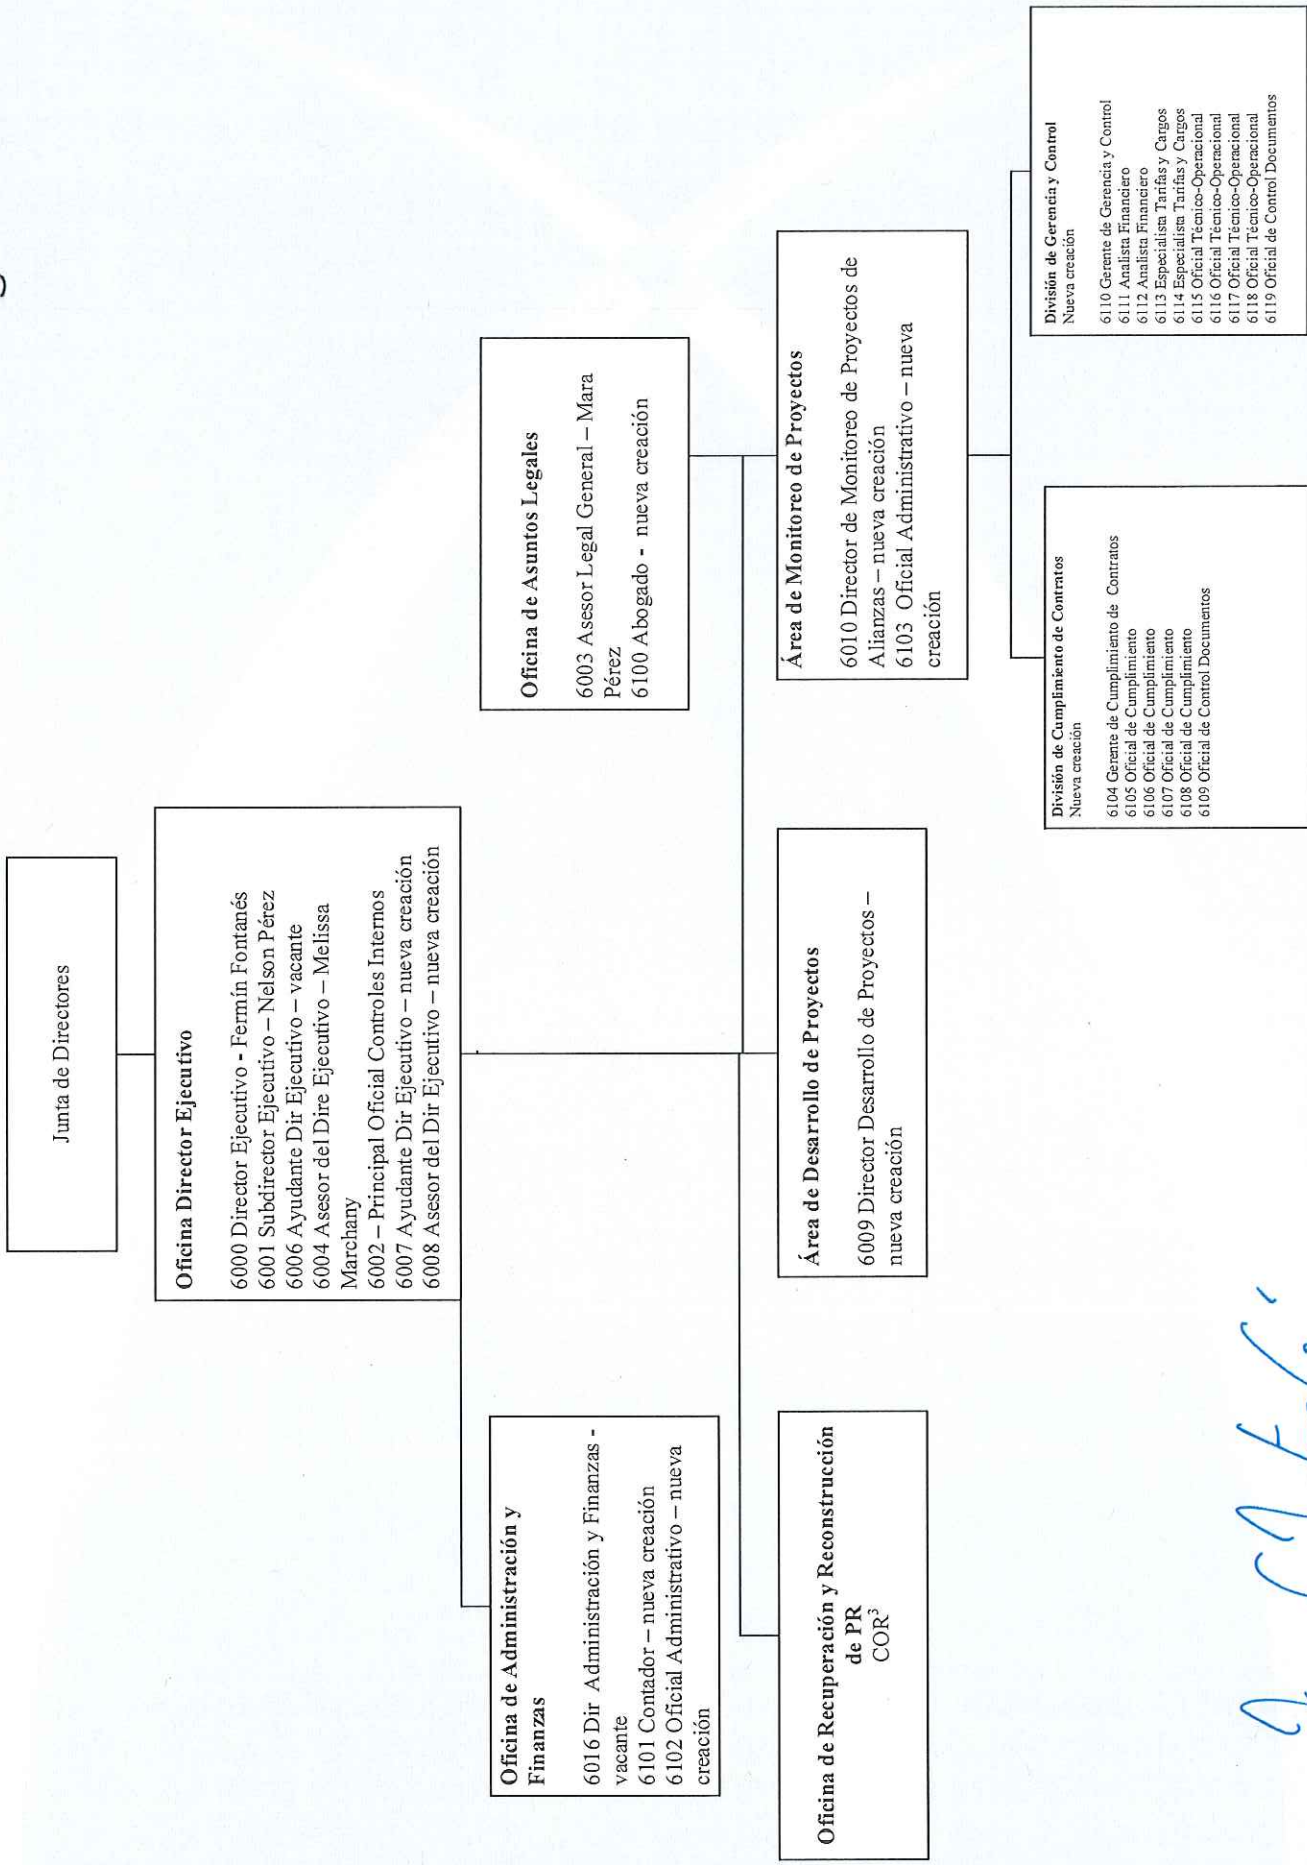 Junta de Directores
Oficina Director Ejecutivo
6000 Director Ejecutivo - Fermín Fontanés
6001 Subdirector Ejecutivo – Nelson Pérez
6006 Ayudante Dir Ejecutivo – vacante
6004 Asesor del Dire Ejecutivo – Melissa
Marchany
6002 – Principal Oficial Controles Internos
6007 Ayudante Dir Ejecutivo – nueva creación
6008 Asesor del Dir Ejecutivo – nueva creación
Oficina de Administración y
Finanzas
6016 Dir Administración y Finanzas -
vacante
6101 Contador – nueva creación
6102 Oficial Administrativo – nueva
creación
Oficina de Asuntos Legales
6003 Asesor Legal General – Mara
Pérez
6100 Abogado - nueva creación
Oficina de Recuperación y Reconstrucción
de PR
COR³
Área de Desarrollo de Proyectos
6009 Director Desarrollo de Proyectos –
nueva creación
Área de Monitoreo de Proyectos
6010 Director de Monitoreo de Proyectos de
Alianzas – nueva creación
6103 Oficial Administrativo – nueva
creación
División de Cumplimiento de Contratos
Nueva creación
6104 Gerente de Cumplimiento de Contratos
6105 Oficial de Cumplimiento
6106 Oficial de Cumplimiento
6107 Oficial de Cumplimiento
6108 Oficial de Cumplimiento
6109 Oficial de Control Documentos
División de Gerencia y Control
Nueva creación
6110 Gerente de Gerencia y Control
6111 Analista Financiero
6112 Analista Financiero
6113 Especialista Tarifas y Cargos
6114 Especialista Tarifas y Cargos
6115 Oficial Técnico-Operacional
6116 Oficial Técnico-Operacional
6117 Oficial Técnico-Operacional
6118 Oficial Técnico-Operacional
6119 Oficial de Control Documentos